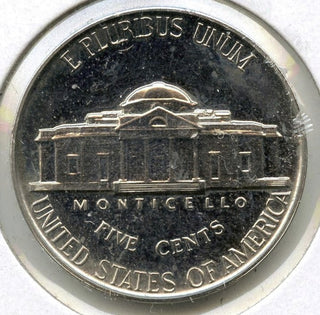 E PLURIBUS UNUM
MONTICELLO
FIVE CENTS
UNITED STATES OF AMERICA